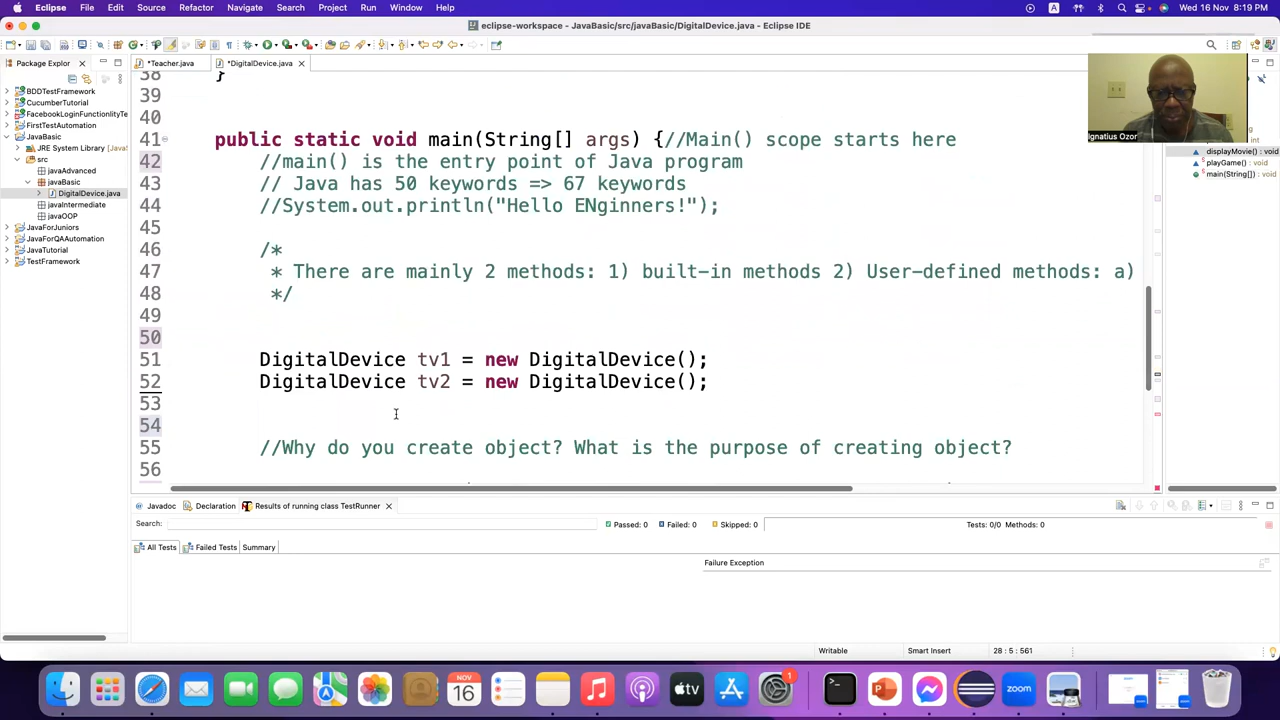 Eclipse File Edit Source Refactor Navigate Search Project Run Window Help
Wed 16 Nov 8:19 PM
eclipse-workspace - JavaBasic/src/javaBasic/DigitalDevice.java - Eclipse IDE
Package Explor
*Teacher.java
*DigitalDevice.java
BDDTestFramework
CucumberTutorial
FacebookLoginFunctionlityTe
FirstTestAutomation
JavaBasic
JRE System Library [Java
src
javaAdvanced
javaBasic
DigitalDevice.java
javaIntermediate
javaOOP
JavaForJuniors
JavaForQAAutomation
JavaTutorial
TestFramework
38 }
39
40
41 public static void main(String[] args) {//Main() scope starts here
42 //main() is the entry point of Java program
43 // Java has 50 keywords => 67 keywords
44 //System.out.println("Hello ENginners!");
45
46 /*
47 * There are mainly 2 methods: 1) built-in methods 2) User-defined methods: a)
48 */
49
50
51 DigitalDevice tv1 = new DigitalDevice();
52 DigitalDevice tv2 = new DigitalDevice();
53
54
55 //Why do you create object? What is the purpose of creating object?
56
Ignatius Ozor
displayMovie() : void
playGame() : void
main(String[]) : void
Javadoc Declaration Results of running class TestRunner
Search: Passed: 0 Failed: 0 Skipped: 0 Tests: 0/0 Methods: 0
All Tests Failed Tests Summary
Failure Exception
Writable Smart Insert 28 : 5 : 561
NOV
16
tv
1
zoom